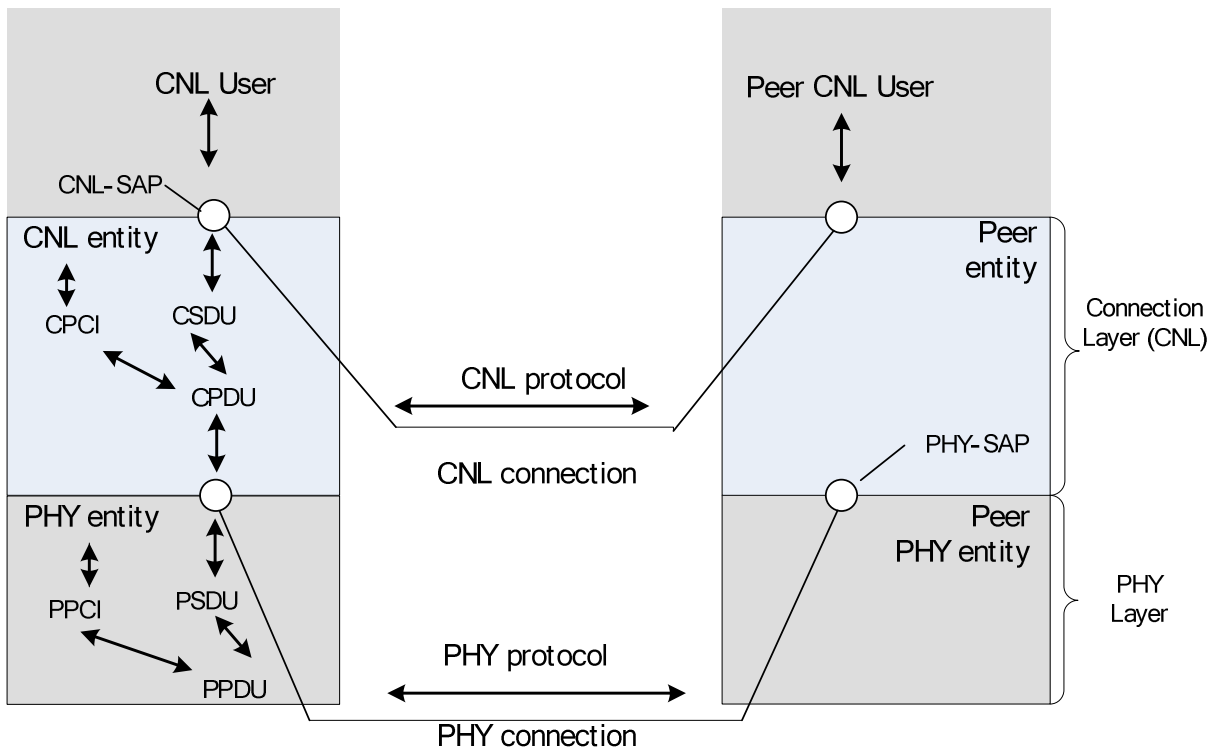 CNL User
Peer CNL User
CNL-SAP
CNL entity
Peer
entity
CPCI
CSDU
Connection
Layer (CNL)
CNL protocol
CPDU
PHY-SAP
CNL connection
PHY entity
Peer
PHY entity
PPCI
PSDU
PHY
Layer
PHY protocol
PPDU
PHY connection